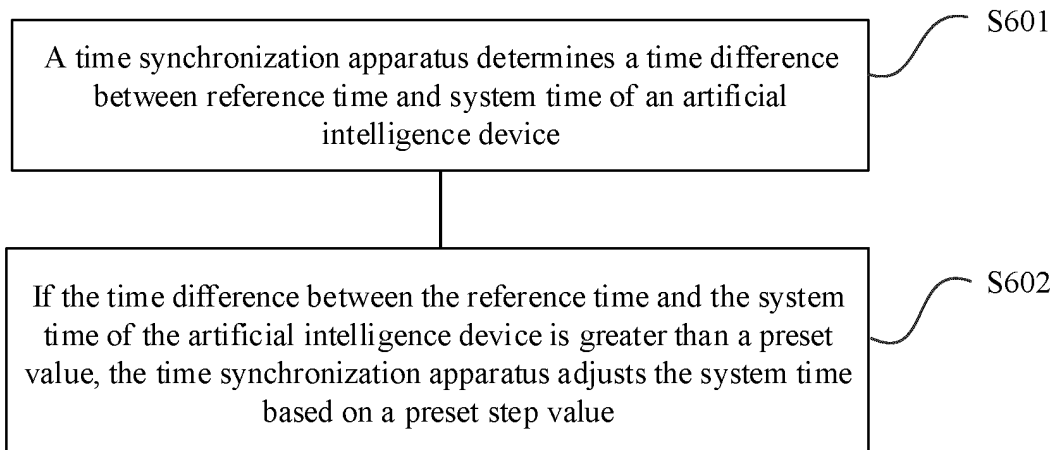 S601
A time synchronization apparatus determines a time difference
between reference time and system time of an artificial
intelligence device
S602
If the time difference between the reference time and the system
time of the artificial intelligence device is greater than a preset
value, the time synchronization apparatus adjusts the system time
based on a preset step value